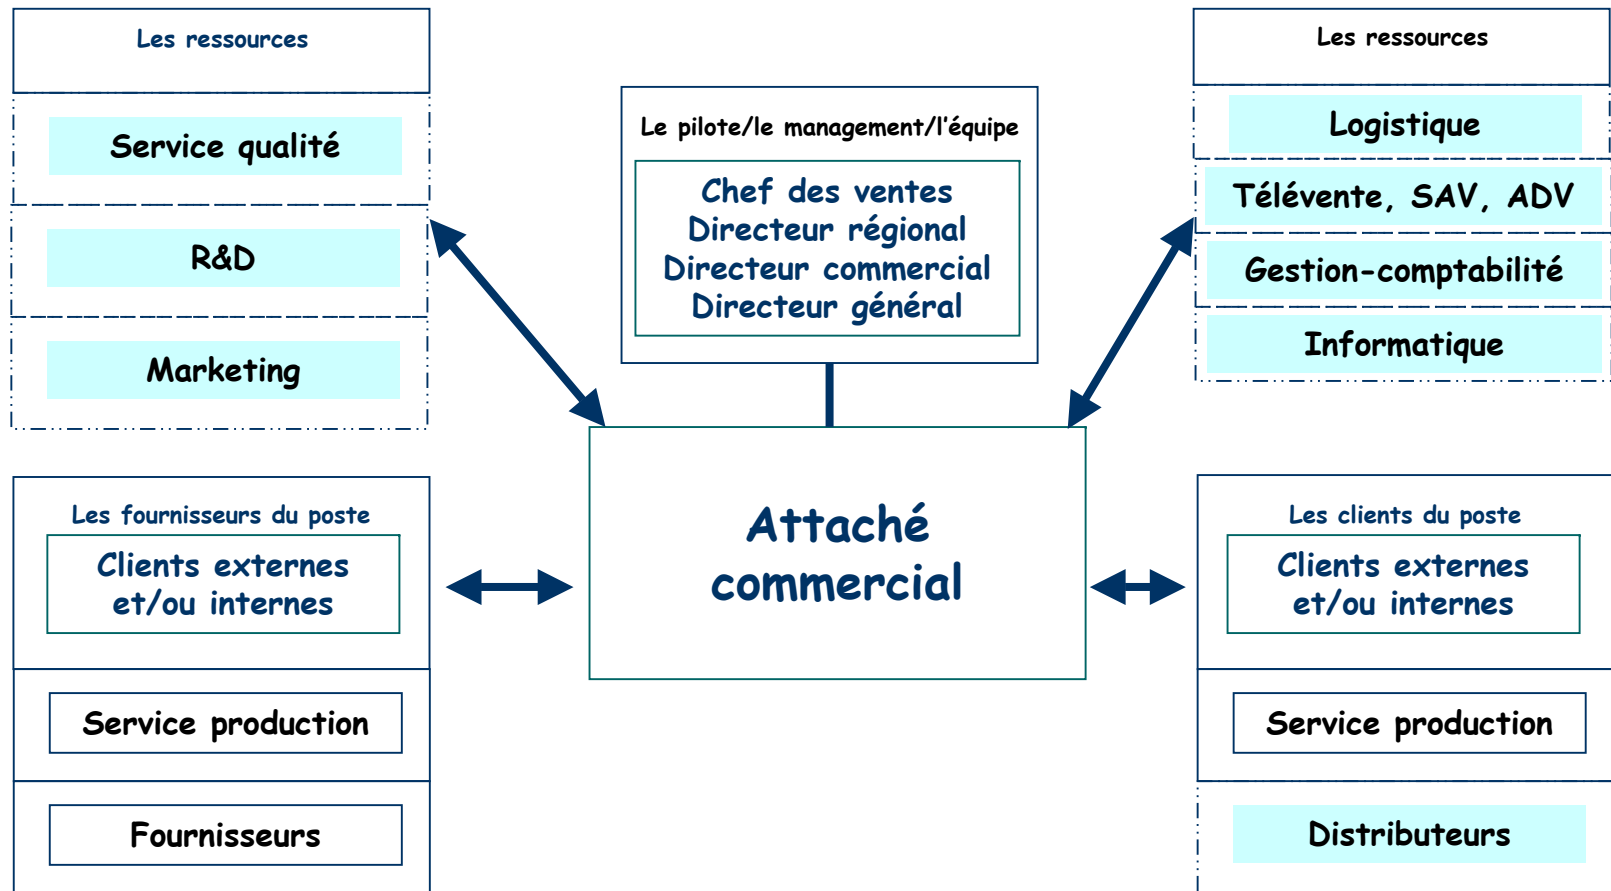 Les ressources
Service qualité
R&D
Marketing
Le pilote/le management/l'équipe
Chef des ventes
Directeur régional
Directeur commercial
Directeur général
Les ressources
Logistique
Télévente, SAV, ADV
Gestion-comptabilité
Informatique
Attaché
commercial
Les fournisseurs du poste
Clients externes
et/ou internes
Service production
Fournisseurs
Les clients du poste
Clients externes
et/ou internes
Service production
Distributeurs